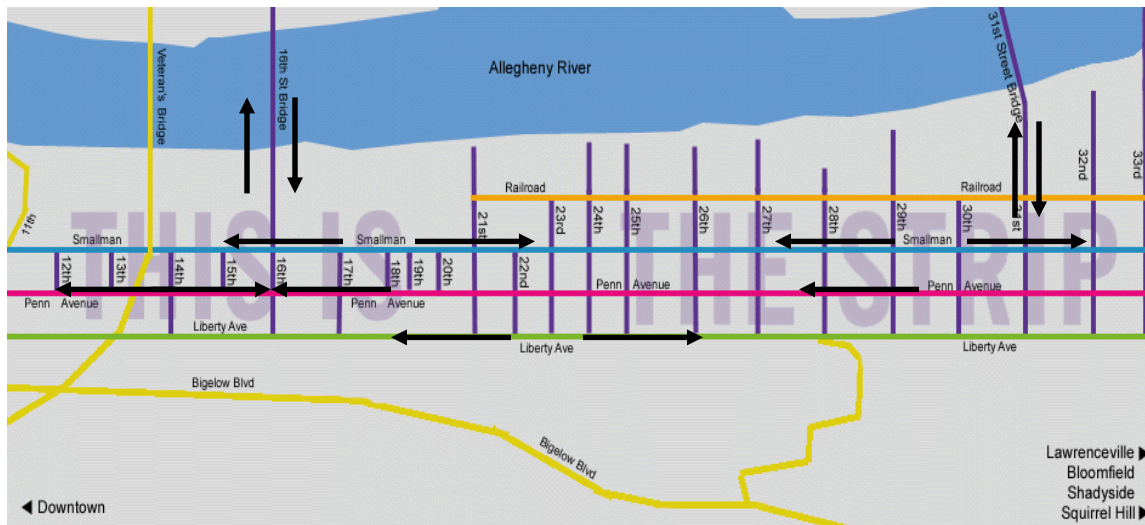 Allegheny River
Veteran's Bridge
16th St Bridge
31st Street Bridge
11th
Railroad
Railroad
32nd
33rd
21st
23rd
24th
25th
26th
27th
28th
29th
30th
31st
THIS IS THE STRIP
Smallman
Smallman
Smallman
12th
13th
14th
15th
16th
17th
18th
19th
20th
22nd
Penn Avenue
Penn Avenue
Penn Avenue
Penn Avenue
Liberty Ave
Liberty Ave
Liberty Ave
Bigelow Blvd
Bigelow Blvd
Downtown
Lawrenceville
Bloomfield
Shadyside
Squirrel Hill